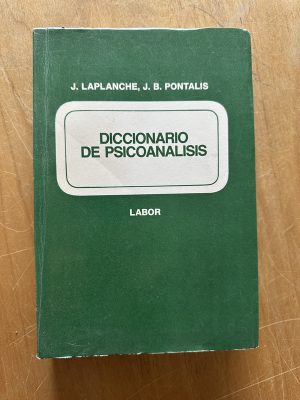 J. LAPLANCHE, J. B. PONTALIS
DICCIONARIO
DE PSICOANALISIS
LABOR